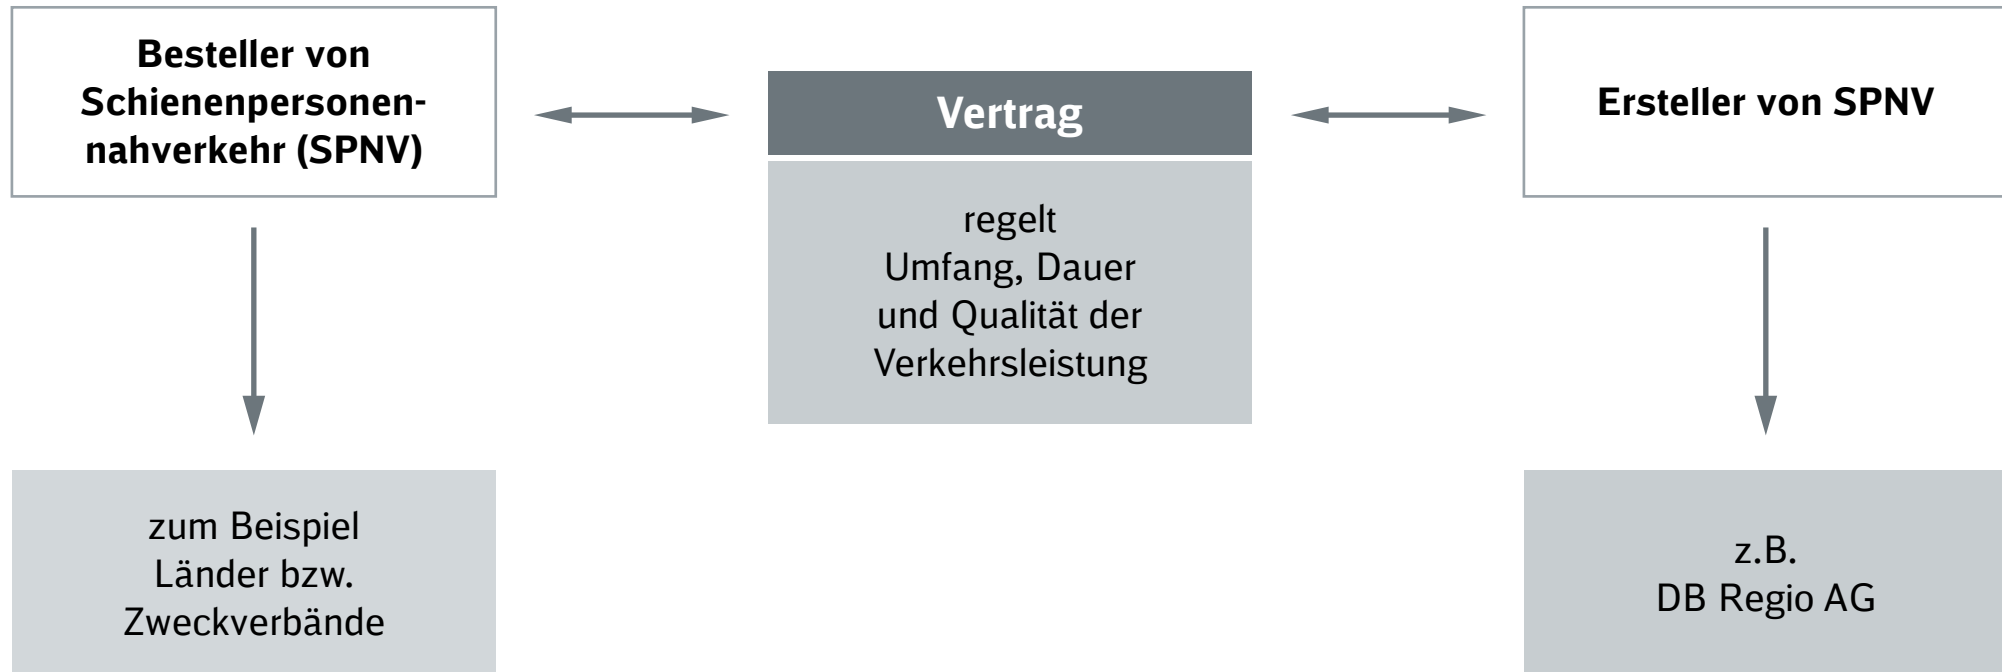 Besteller von
Schienenpersonen-
nahverkehr (SPNV)
Vertrag
regelt
Umfang, Dauer
und Qualität der
Verkehrsleistung
Ersteller von SPNV
zum Beispiel
Länder bzw.
Zweckverbände
z.B.
DB Regio AG